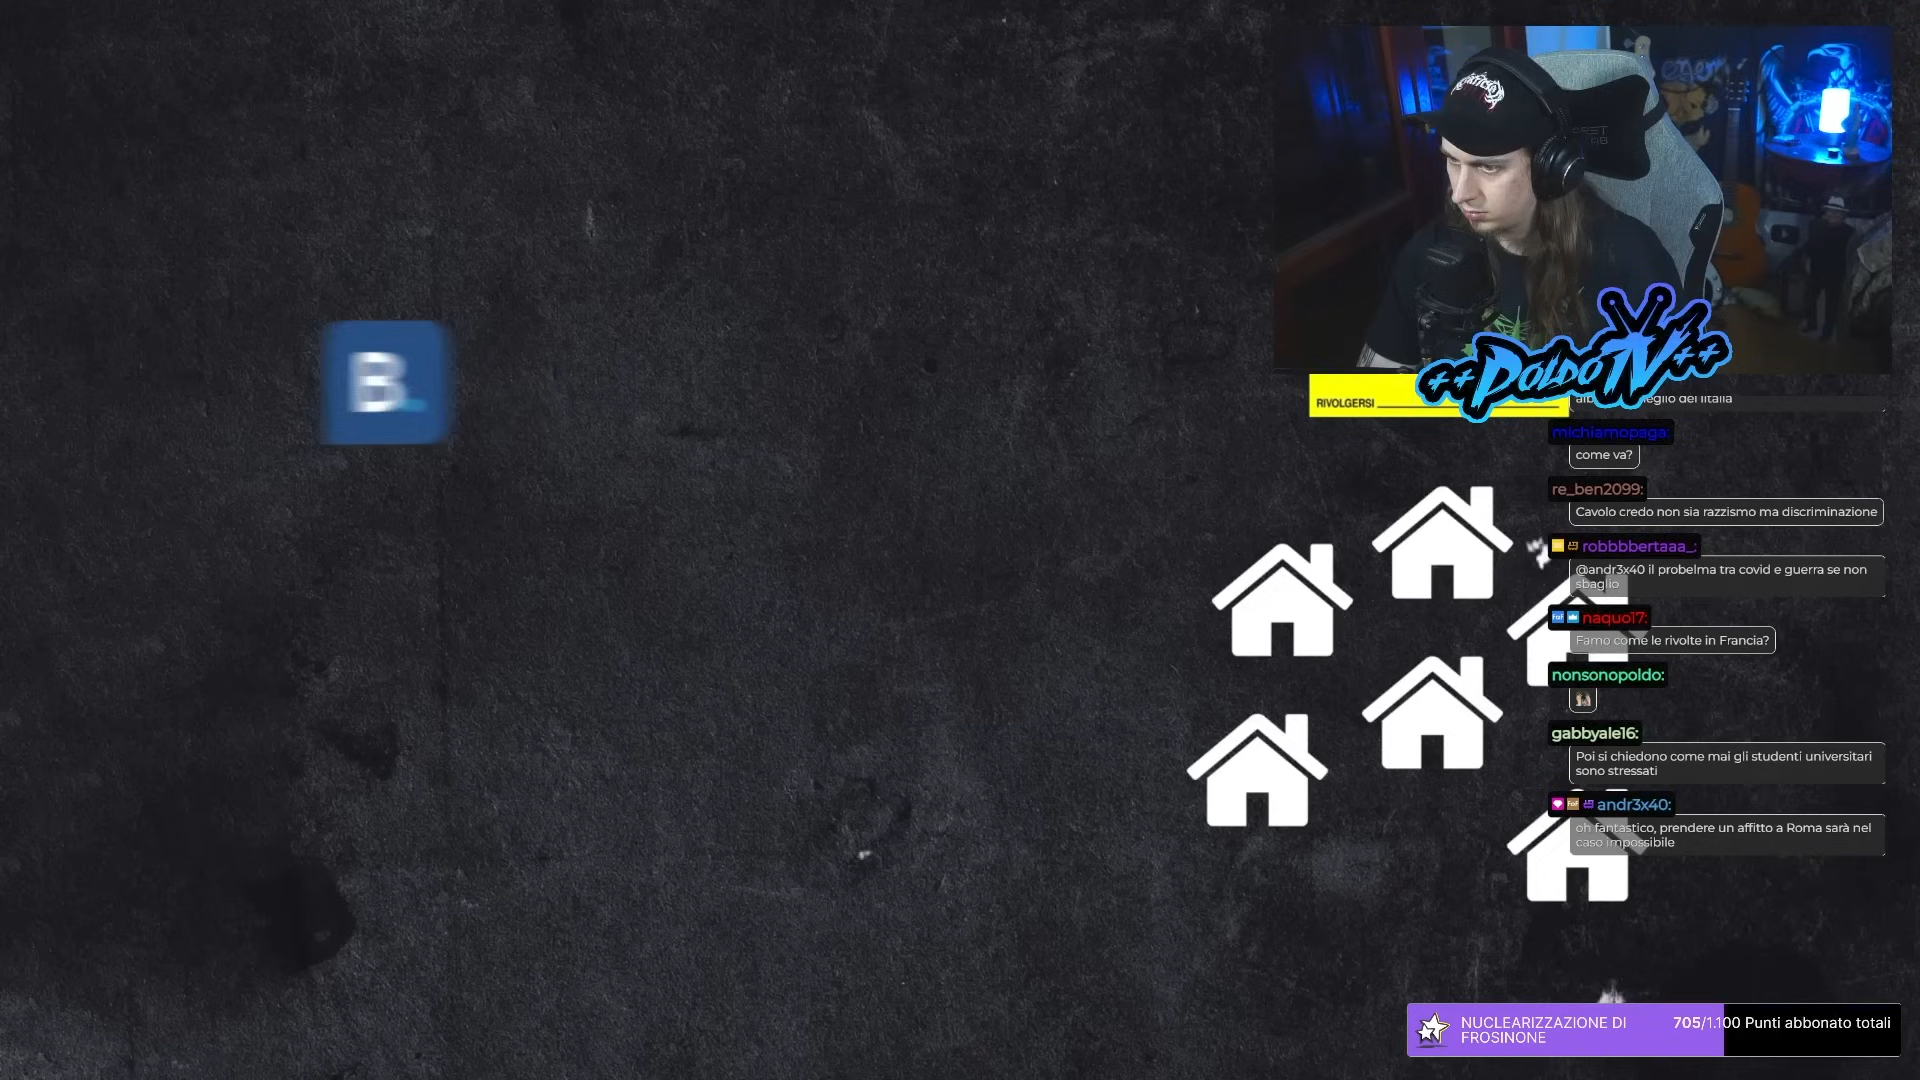 B.
RIVOLGERSI
++POLDOTV++
michiamopaga:
come va?
re_ben2099:
Cavolo credo non sia razzismo ma discriminazione
robbbbertaaa_:
@andr3x40 il probelma tra covid e guerra se non
sbaglio
naquo17:
Famo come le rivolte in Francia?
nonsonopoldo:
gabbyale16:
Poi si chiedono come mai gli studenti universitari
sono stressati
andr3x40:
oh fantastico, prendere un affitto a Roma sarà nel
caso impossibile
NUCLEARIZZAZIONE DI
FROSINONE
705/1.100 Punti abbonato totali